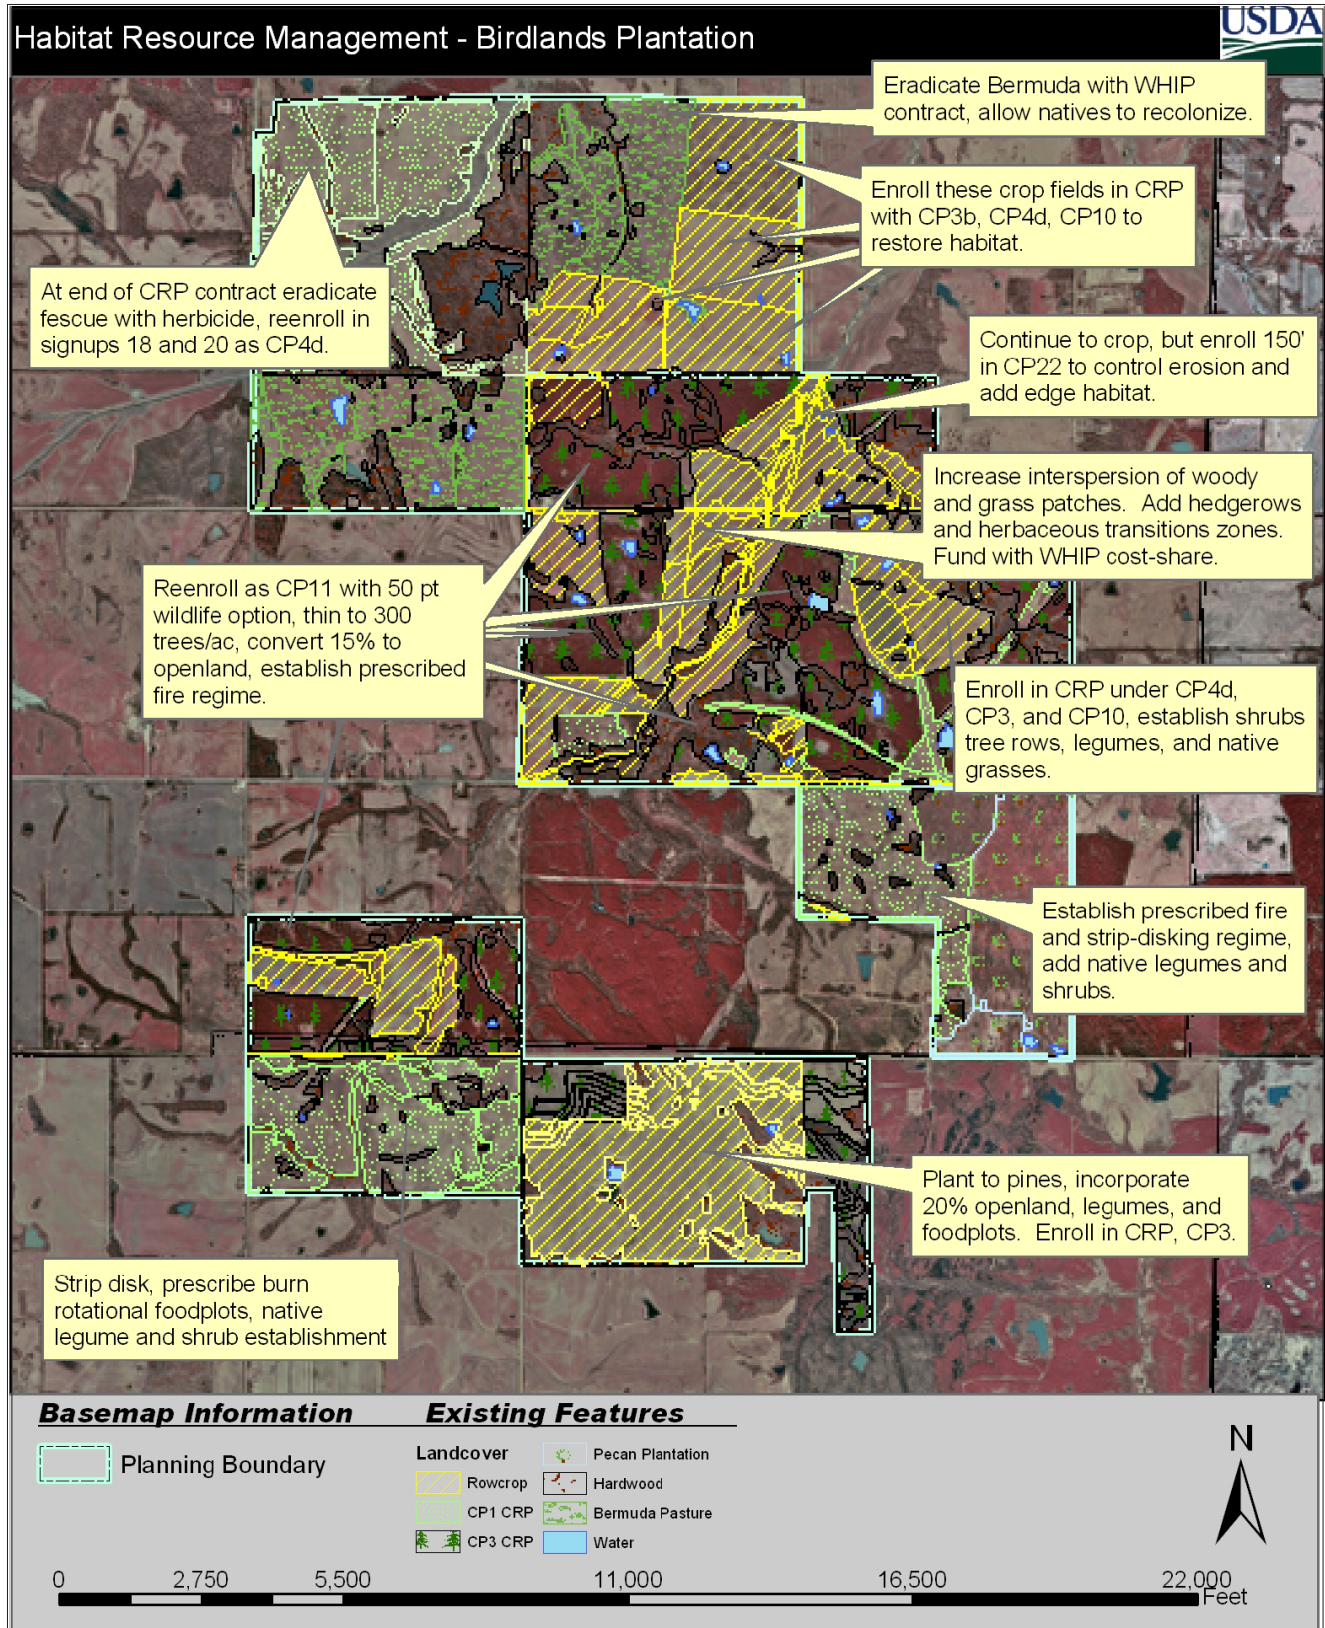 Habitat Resource Management - Birdlands Plantation
USDA
Eradicate Bermuda with WHIP
contract, allow natives to recolonize.
Enroll these crop fields in CRP
with CP3b, CP4d, CP10 to
restore habitat.
At end of CRP contract eradicate
fescue with herbicide, reenroll in
signups 18 and 20 as CP4d.
Continue to crop, but enroll 150'
in CP22 to control erosion and
add edge habitat.
Increase interspersion of woody
and grass patches. Add hedgerows
and herbaceous transitions zones.
Fund with WHIP cost-share.
Reenroll as CP11 with 50 pt
wildlife option, thin to 300
trees/ac, convert 15% to
openland, establish prescribed
fire regime.
Enroll in CRP under CP4d,
CP3, and CP10, establish shrubs
tree rows, legumes, and native
grasses.
Establish prescribed fire
and strip-disking regime,
add native legumes and
shrubs.
Plant to pines, incorporate
20% openland, legumes, and
foodplots. Enroll in CRP, CP3.
Strip disk, prescribe burn
rotational foodplots, native
legume and shrub establishment
Basemap Information
Planning Boundary
Existing Features
Landcover
Rowcrop
CP1 CRP
CP3 CRP
Pecan Plantation
Hardwood
Bermuda Pasture
Water
N
0 2,750 5,500 11,000 16,500 22,000
Feet